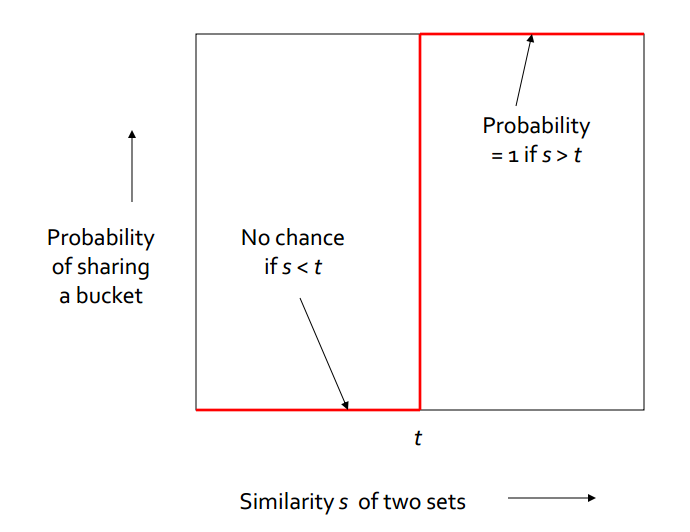 Probability
= 1 if s > t
Probability
of sharing
a bucket
No chance
if s < t
t
Similarity s of two sets